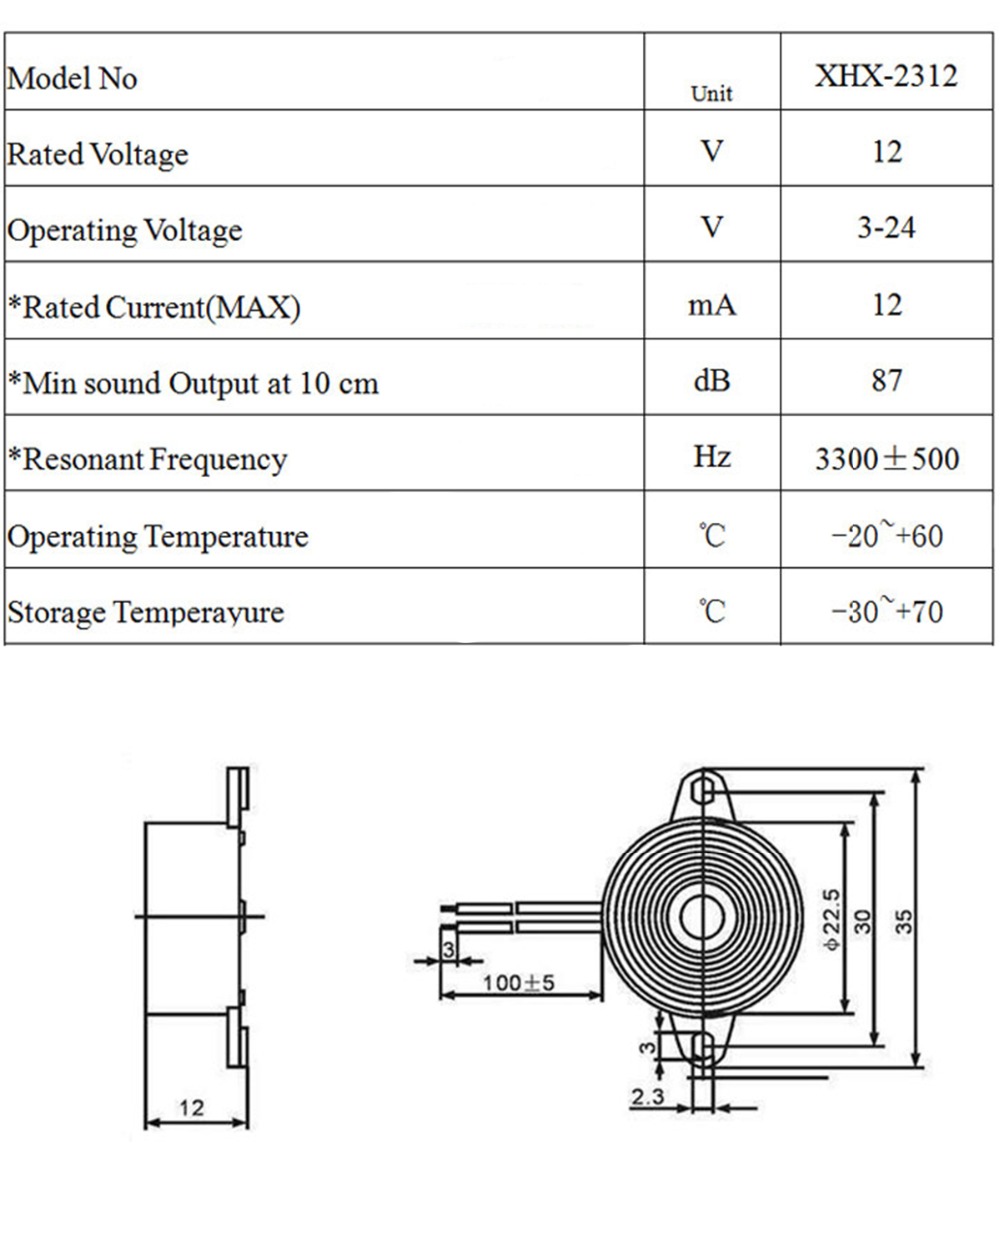 Model No Unit XHX-2312
Rated Voltage V 12
Operating Voltage V 3-24
*Rated Current(MAX) mA 12
*Min sound Output at 10 cm dB 87
*Resonant Frequency Hz 3300±500
Operating Temperature ℃ -20~+60
Storage Temperayure ℃ -30~+70
ϕ22.5
30
35
3
100±5
3
2.3
12